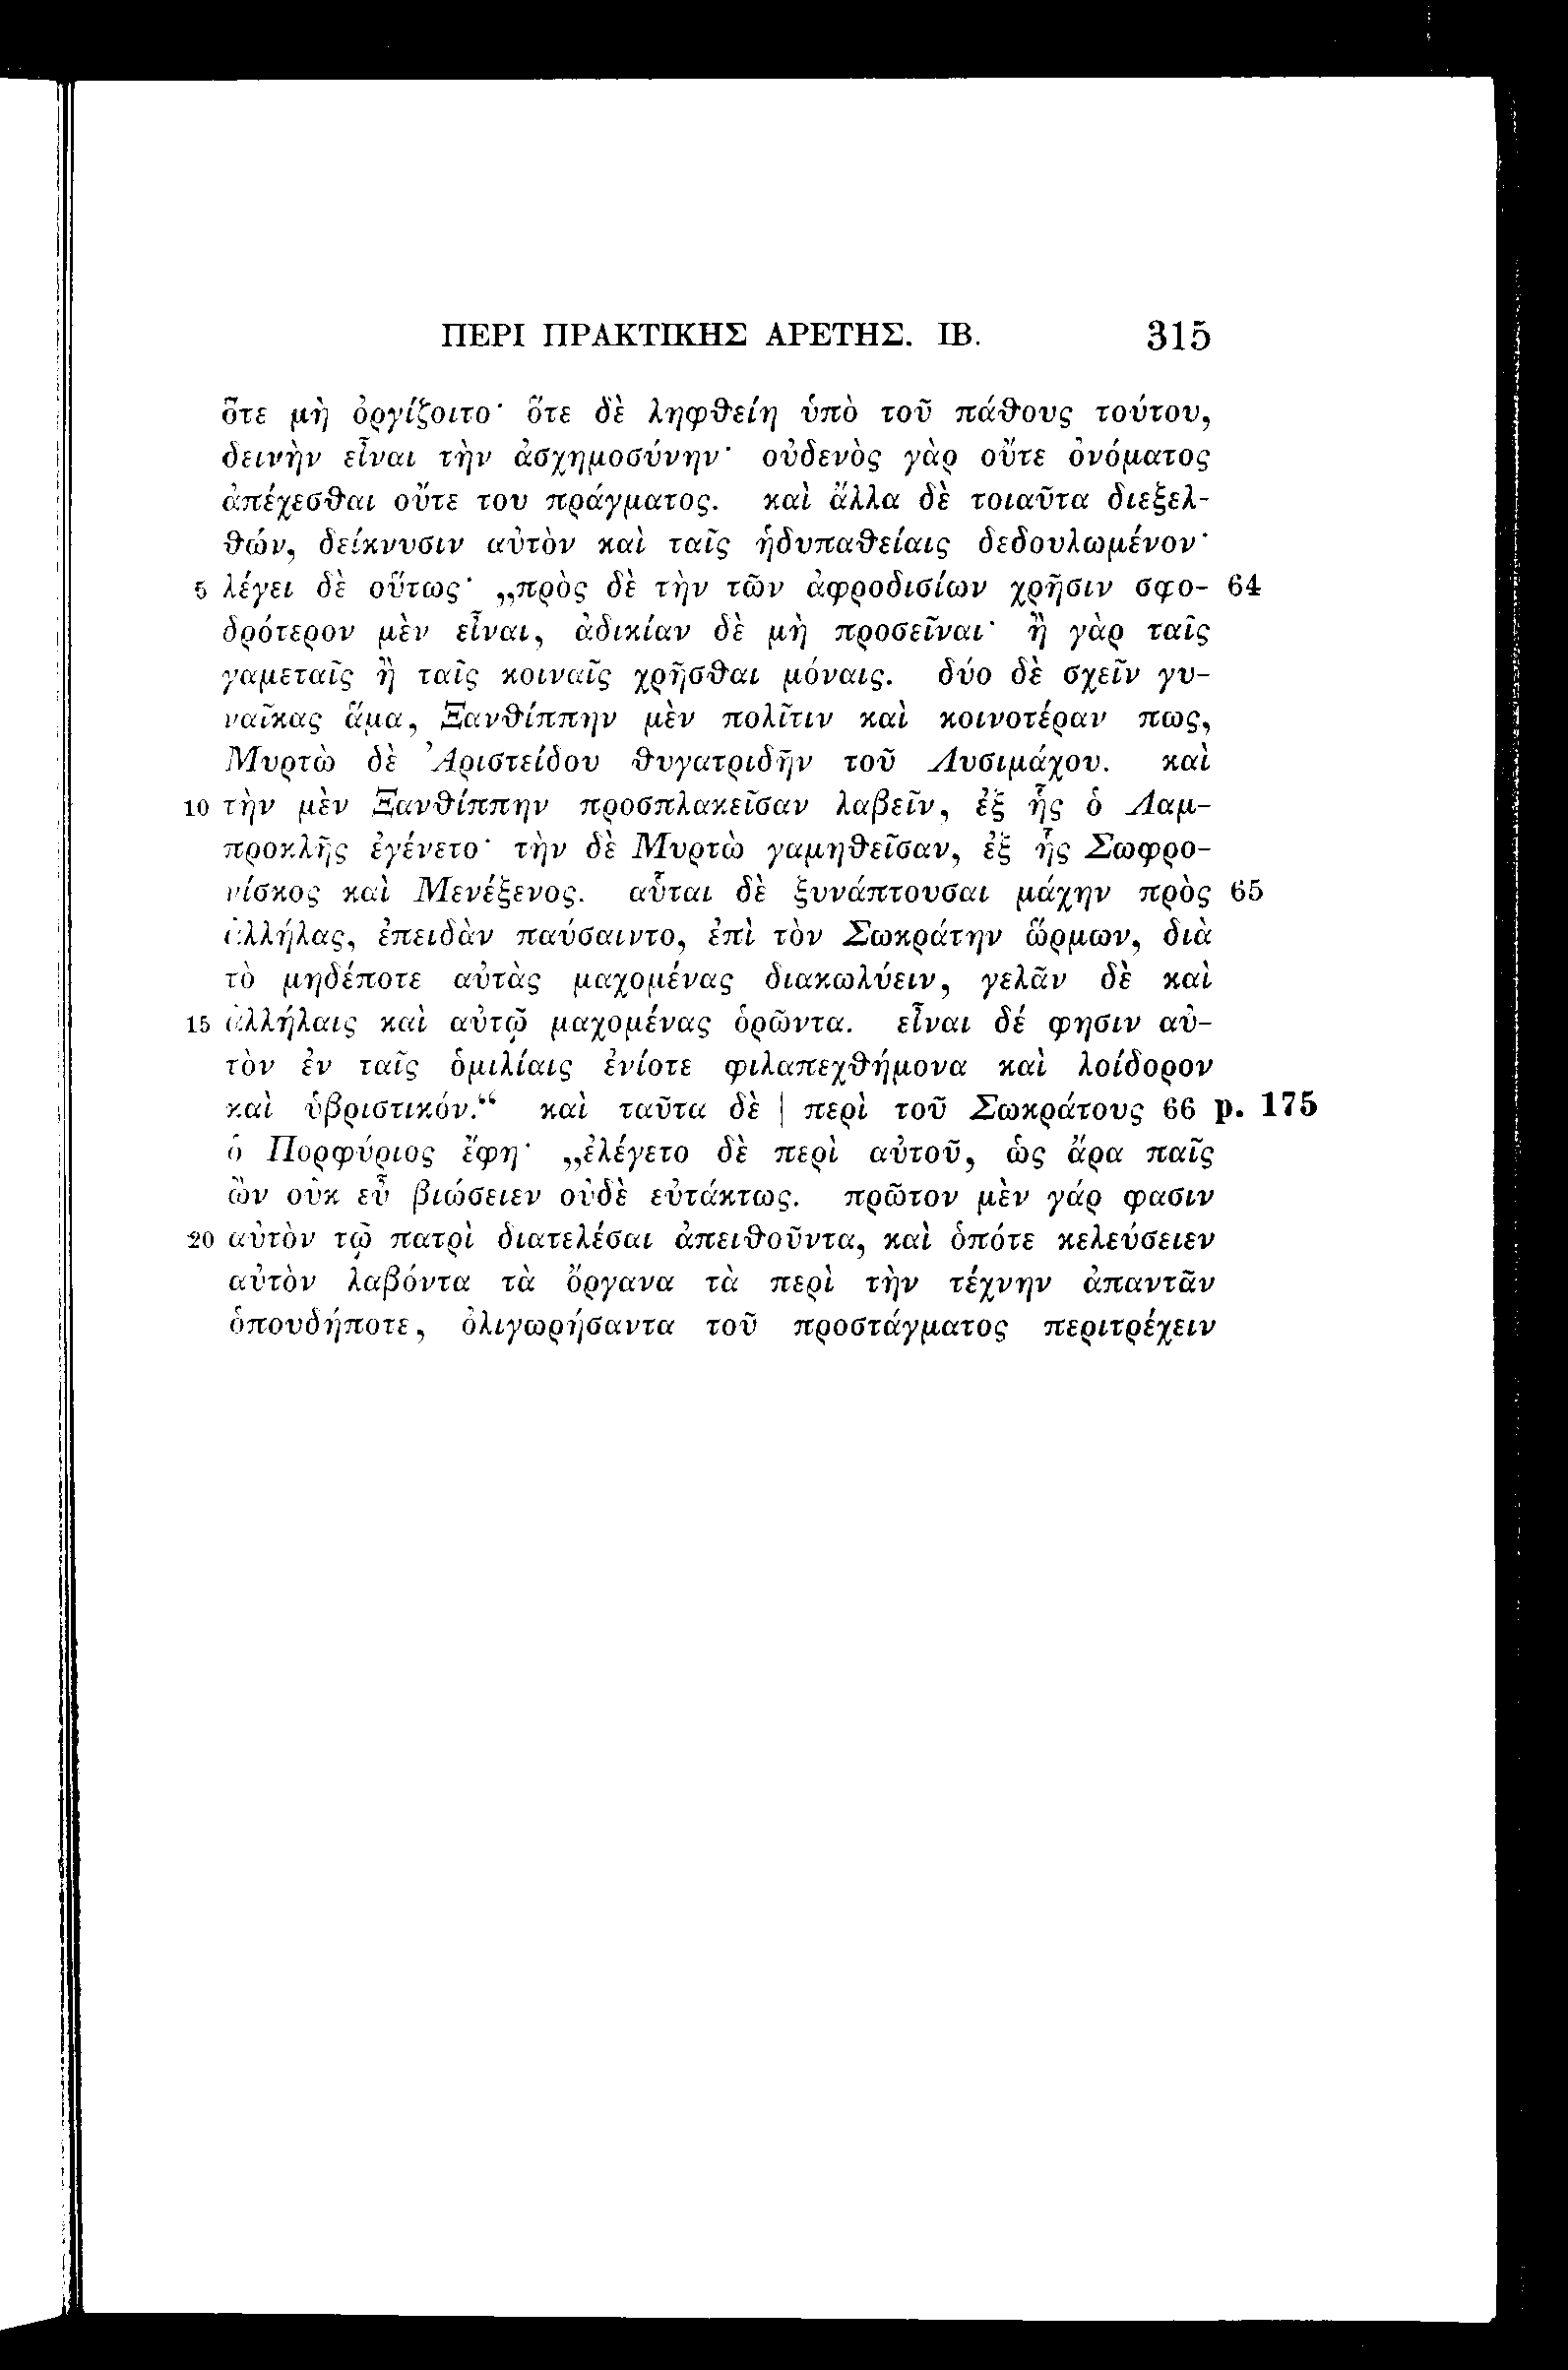 ΠΕΡΙ ΠΡΑΚΤΙΚΗΣ ΑΡΕΤΗΣ. ΙΒ. 315
ὅτε μὴ ὀργίζοιτο· ὅτε δὲ ληφθείη ὑπὸ τοῦ πάθους τούτου,
δεινὴν εἶναι τὴν ἀσχημοσύνην· οὐδενὸς γὰρ οὔτε ὀνόματος
ἀπέχεσθαι οὔτε του πράγματος. καὶ ἄλλα δὲ τοιαῦτα διεξελ-
θών, δείκνυσιν αὐτὸν καὶ ταῖς ἡδυπαθείαις δεδουλωμένον·
5 λέγει δὲ οὕτως· „πρὸς δὲ τὴν τῶν ἀφροδισίων χρῆσιν σφο- 64
δρότερον μὲν εἶναι, ἀδικίαν δὲ μὴ προσεῖναι· ἢ γὰρ ταῖς
γαμεταῖς ἢ ταῖς κοιναῖς χρῆσθαι μόναις. δύο δὲ σχεῖν γυ-
ναῖκας ἅμα, Ξανθίππην μὲν πολῖτιν καὶ κοινοτέραν πως,
Μυρτὼ δὲ Ἀριστείδου θυγατριδῆν τοῦ Λυσιμάχου. καὶ
10 τὴν μὲν Ξανθίππην προσπλακεῖσαν λαβεῖν, ἐξ ἧς ὁ Λαμ-
προκλῆς ἐγένετο· τὴν δὲ Μυρτὼ γαμηθεῖσαν, ἐξ ἧς Σωφρο-
νίσκος καὶ Μενέξενος. αὗται δὲ ξυνάπτουσαι μάχην πρὸς 65
ἀλλήλας, ἐπειδὰν παύσαιντο, ἐπὶ τὸν Σωκράτην ὥρμων, διὰ
τὸ μηδέποτε αὐτὰς μαχομένας διακωλύειν, γελᾶν δὲ καὶ
15 ἀλλήλαις καὶ αὐτῷ μαχομένας ὁρῶντα. εἶναι δέ φησιν αὐ-
τὸν ἐν ταῖς ὁμιλίαις ἐνίοτε φιλαπεχθήμονα καὶ λοίδορον
καὶ ὑβριστικόν.“ καὶ ταῦτα δὲ | περὶ τοῦ Σωκράτους 66 p. 175
ὁ Πορφύριος ἔφη· „ἐλέγετο δὲ περὶ αὐτοῦ, ὡς ἄρα παῖς
ὢν οὐκ εὖ βιώσειεν οὐδὲ εὐτάκτως. πρῶτον μὲν γάρ φασιν
20 αὐτὸν τῷ πατρὶ διατελέσαι ἀπειθοῦντα, καὶ ὁπότε κελεύσειεν
αὐτὸν λαβόντα τὰ ὄργανα τὰ περὶ τὴν τέχνην ἀπαντᾶν
ὁπουδήποτε, ὀλιγωρήσαντα τοῦ προστάγματος περιτρέχειν